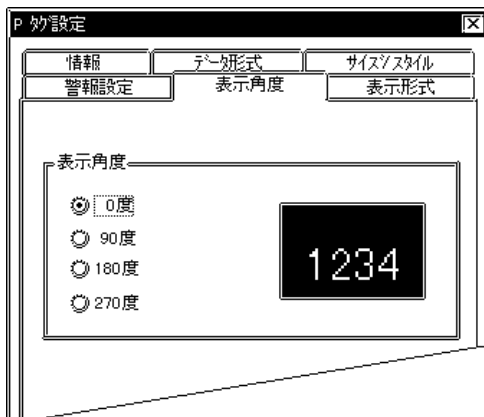 P ﾀｸﾞ設定
情報
ﾃﾞｰﾀ形式
ｻｲｽﾞ/ｽﾀｲﾙ
警報設定
表示角度
表示形式
表示角度
0度
90度
180度
270度
1234